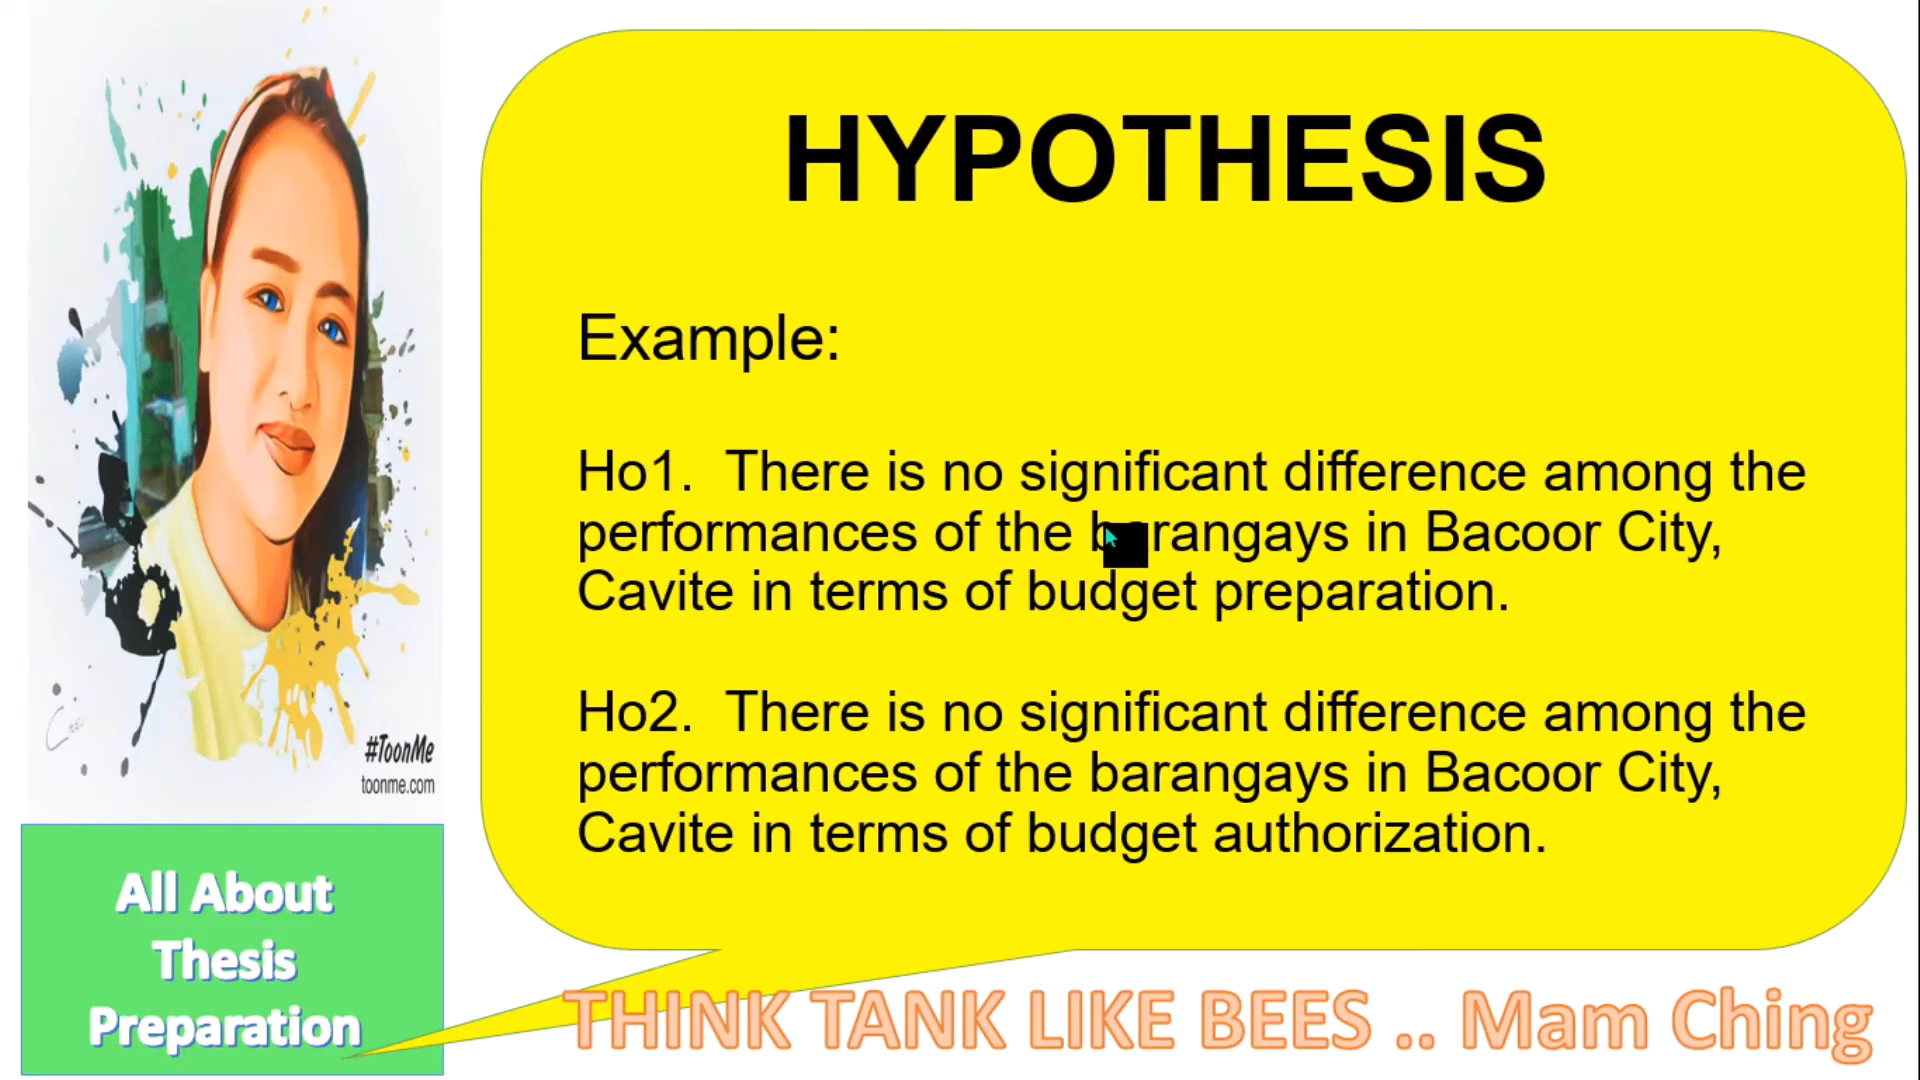 HYPOTHESIS
Example:
Ho1. There is no significant difference among the
performances of the barangays in Bacoor City,
Cavite in terms of budget preparation.
Ho2. There is no significant difference among the
performances of the barangays in Bacoor City,
Cavite in terms of budget authorization.
#ToonMe
toonme.com
All About
Thesis
Preparation
THINK TANK LIKE BEES .. Mam Ching